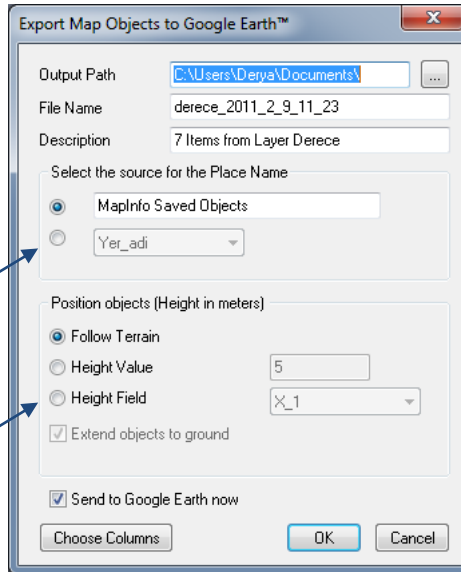 Export Map Objects to Google Earth™
Output Path C:\Users\Derya\Documents\ ...
File Name derece_2011_2_9_11_23
Description 7 Items from Layer Derece
Select the source for the Place Name
MapInfo Saved Objects
Yer_adi
Position objects (Height in meters)
Follow Terrain
Height Value 5
Height Field X_1
Extend objects to ground
Send to Google Earth now
Choose Columns OK Cancel